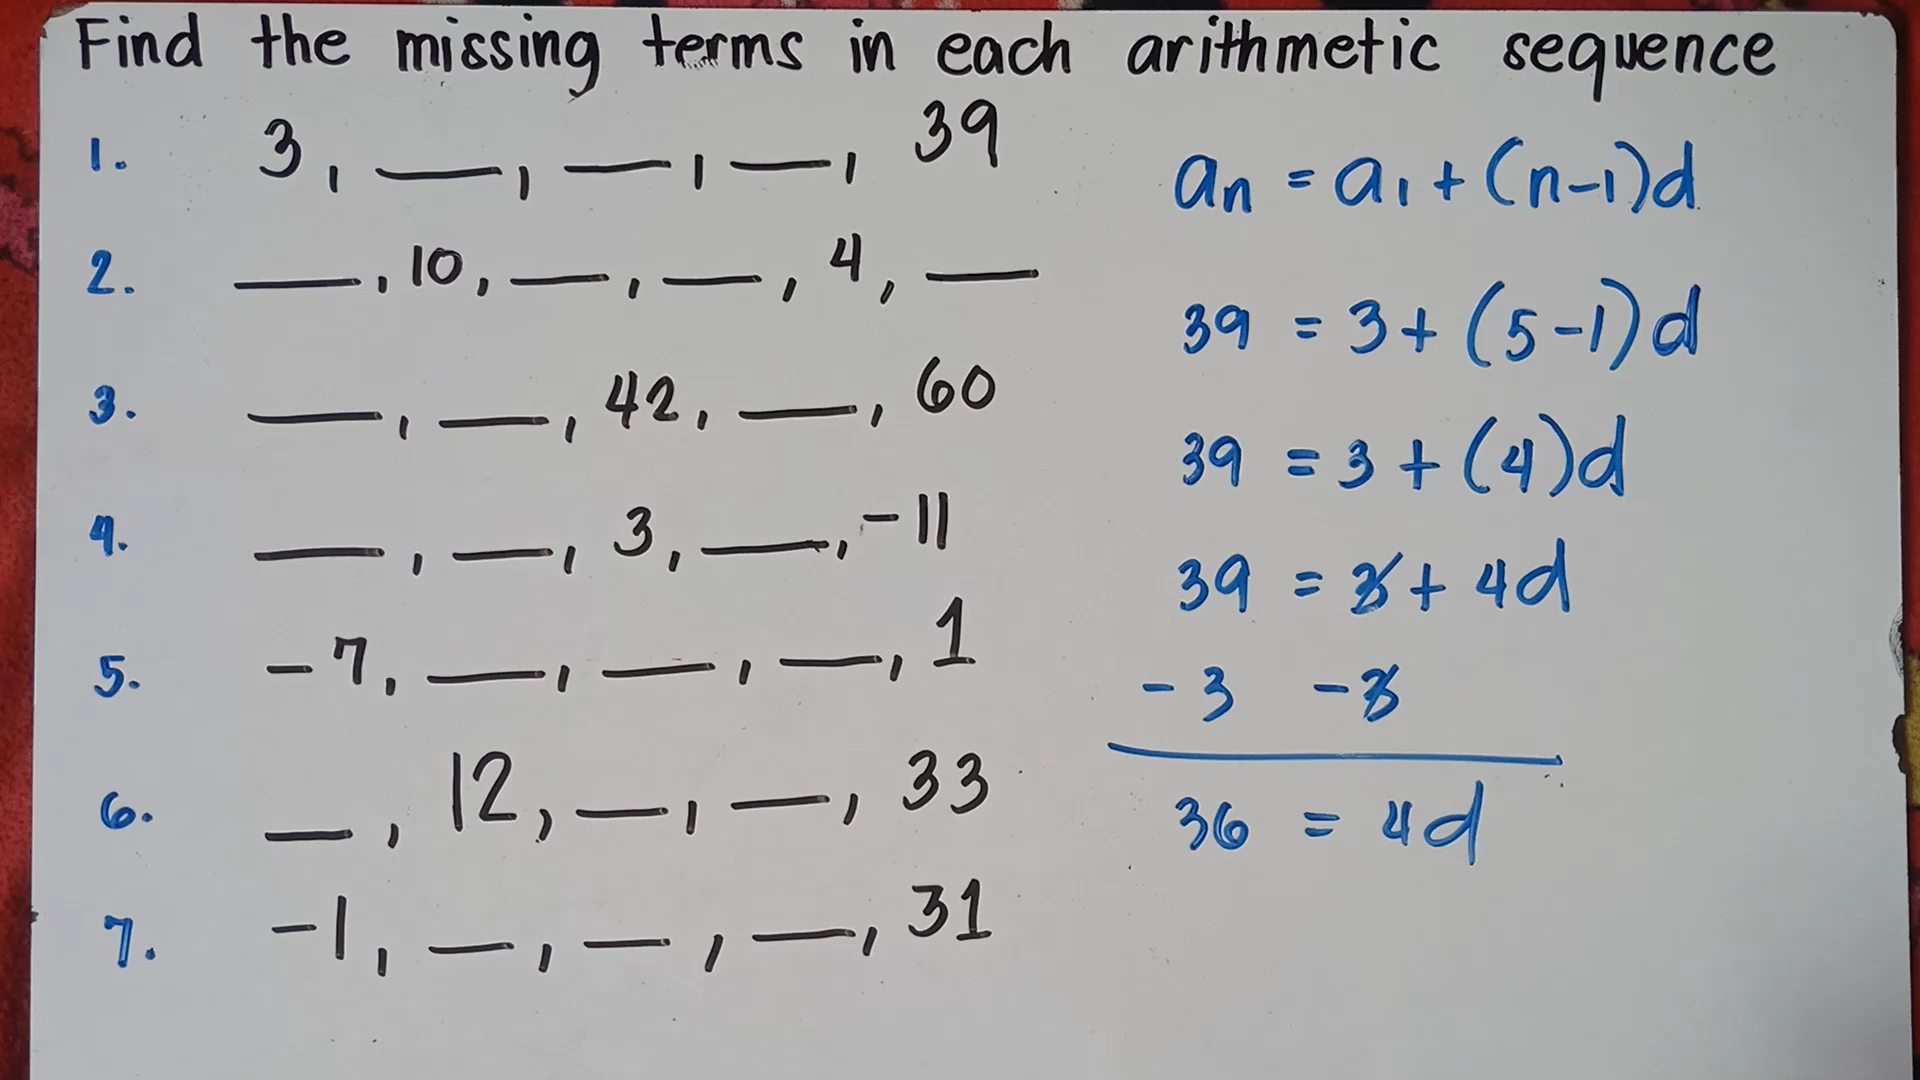 Find the missing terms in each arithmetic sequence
1. 3, __, __, __, 39
2. __, 10, __, __, 4, __
3. __, __, 42, __, 60
4. __, __, 3, __, -11
5. -7, __, __, __, 1
6. __, 12, __, __, 33
7. -1, __, __, __, 31
an = a1 + (n-1)d
39 = 3 + (5-1)d
39 = 3 + (4)d
39 = 3 + 4d
-3 -3
36 = 4d